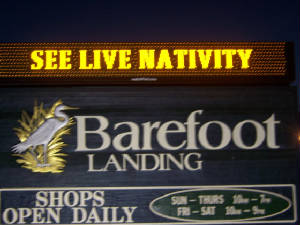 SEE LIVE NATIVITY
Barefoot
LANDING
SHOPS
OPEN DAILY
SUN - THURS 10AM - 7PM
FRI - SAT 10AM - 9PM